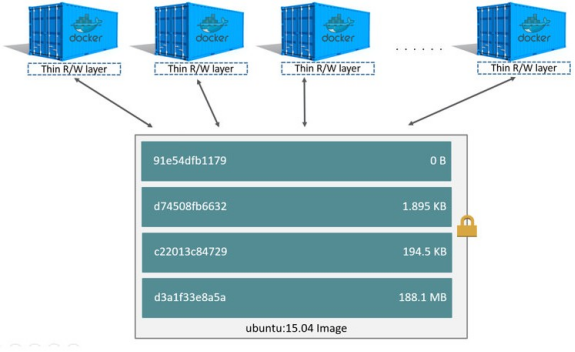 docker docker docker docker
Thin R/W layer Thin R/W layer Thin R/W layer . . . . . . Thin R/W layer
91e54dfb1179 0 B
d74508fb6632 1.895 KB
c22013c84729 194.5 KB
d3a1f33e8a5a 188.1 MB
ubuntu:15.04 Image